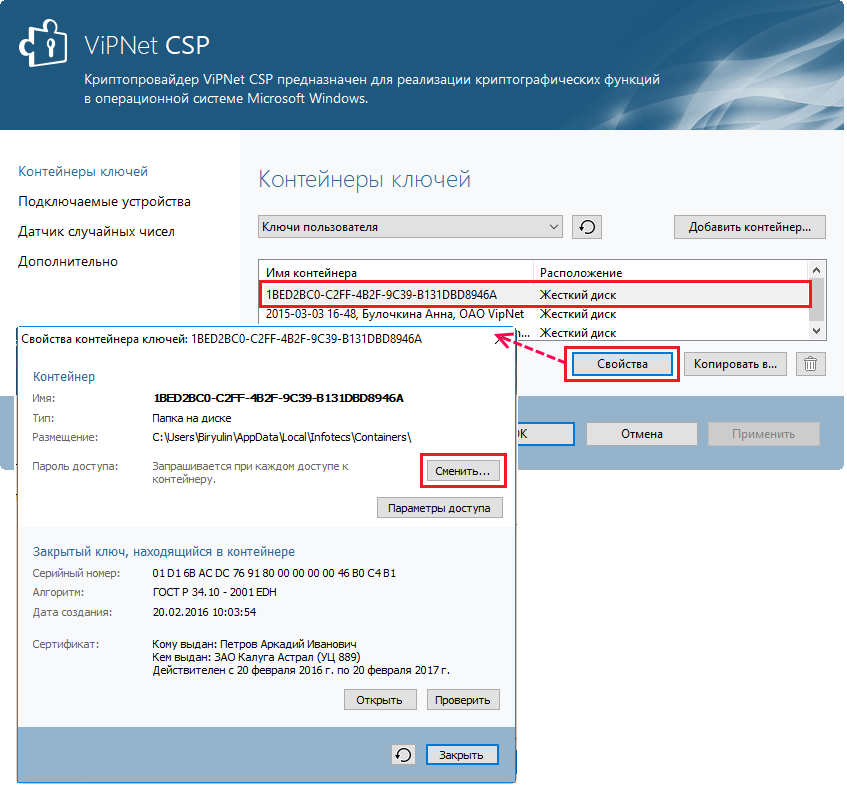 ViPNet CSP
Криптопровайдер ViPNet CSP предназначен для реализации криптографических функций
в операционной системе Microsoft Windows.
Контейнеры ключей
Подключаемые устройства
Датчик случайных чисел
Дополнительно
Контейнеры ключей
Ключи пользователя
Добавить контейнер...
Имя контейнера Расположение
1BED2BC0-C2FF-4B2F-9C39-B131DBD8946A Жесткий диск
2015-03-03 16-48, Булочкина Анна, ОАО VipNet Жесткий диск
Жесткий диск
Свойства Копировать в...
Отмена Применить
Свойства контейнера ключей: 1BED2BC0-C2FF-4B2F-9C39-B131DBD8946A
Контейнер
Имя: 1BED2BC0-C2FF-4B2F-9C39-B131DBD8946A
Тип: Папка на диске
Размещение: C:\Users\Biryulin\AppData\Local\Infotecs\Containers\
Пароль доступа: Запрашивается при каждом доступе к
контейнеру.
Сменить...
Параметры доступа
Закрытый ключ, находящийся в контейнере
Серийный номер: 01 D1 6B AC DC 76 91 80 00 00 00 00 46 B0 C4 B1
Алгоритм: ГОСТ Р 34.10 - 2001 EDH
Дата создания: 20.02.2016 10:03:54
Сертификат: Кому выдан: Петров Аркадий Иванович
Кем выдан: ЗАО Калуга Астрал (УЦ 889)
Действителен с 20 февраля 2016 г. по 20 февраля 2017 г.
Открыть Проверить
Закрыть